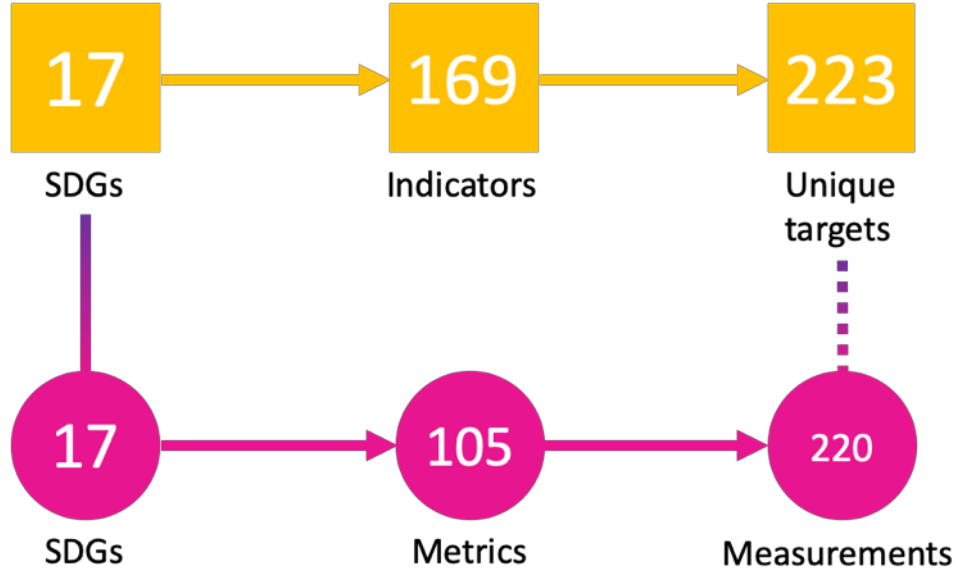 17
169
223
SDGs
Indicators
Unique
targets
17
105
220
SDGs
Metrics
Measurements